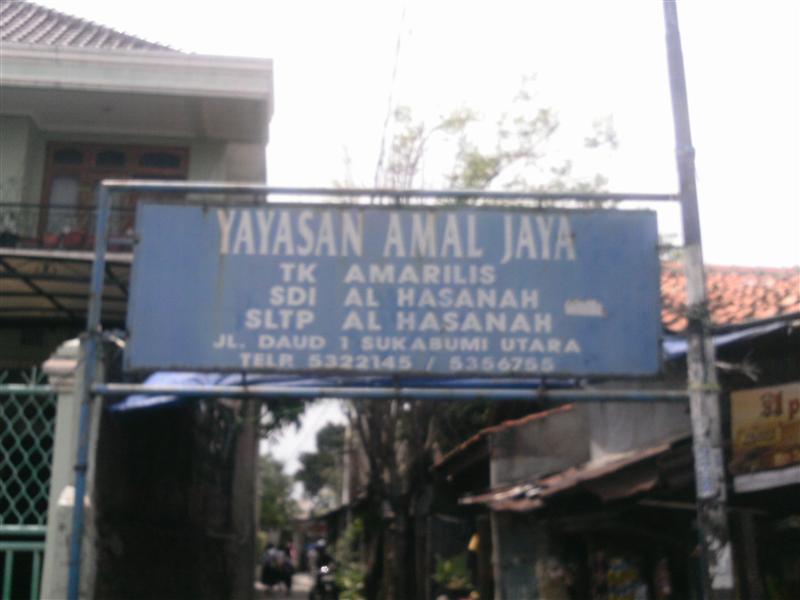 YAYASAN AMAL JAYA
TK AMARILIS
SDI AL HASANAH
SLTP AL HASANAH
JL. DAUD 1 SUKABUMI UTARA
TELP. 5322145 / 5356755